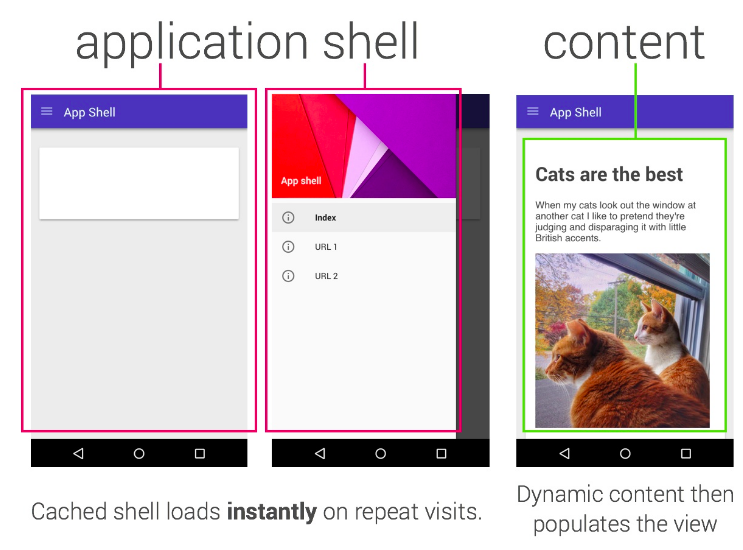 application shell
content
App Shell
App shell
Index
URL 1
URL 2
App Shell
Cats are the best
When my cats look out the window at
another cat I like to pretend they're
judging and disparaging it with little
British accents.
Cached shell loads instantly on repeat visits.
Dynamic content then
populates the view